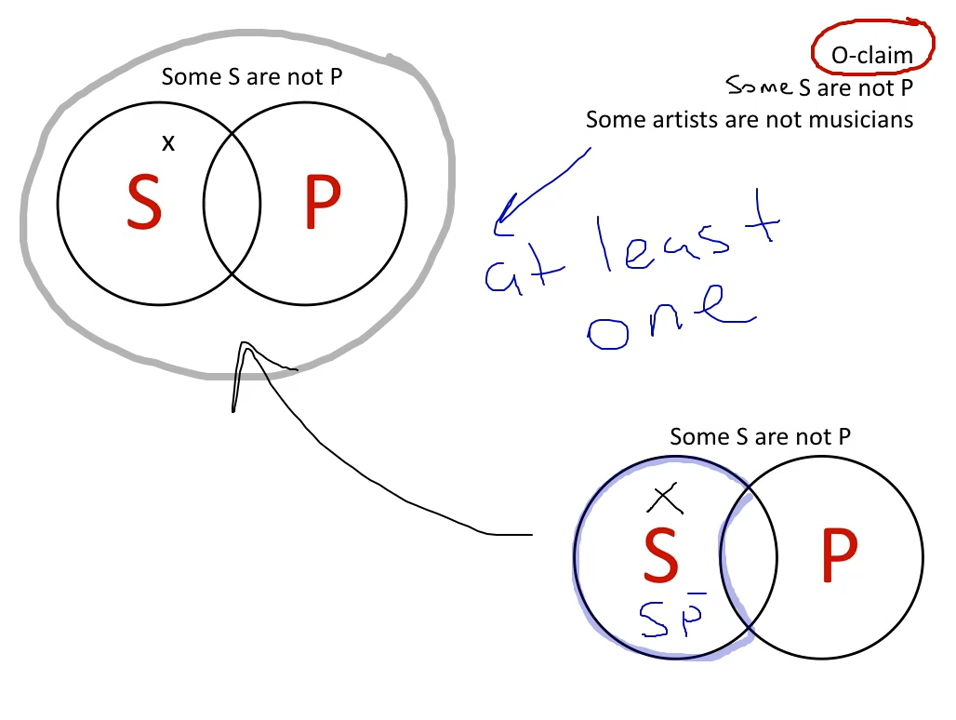 Some S are not P
x
S
P
O-claim
Some S are not P
Some artists are not musicians
at least
one
Some S are not P
X
S
P
SP̅